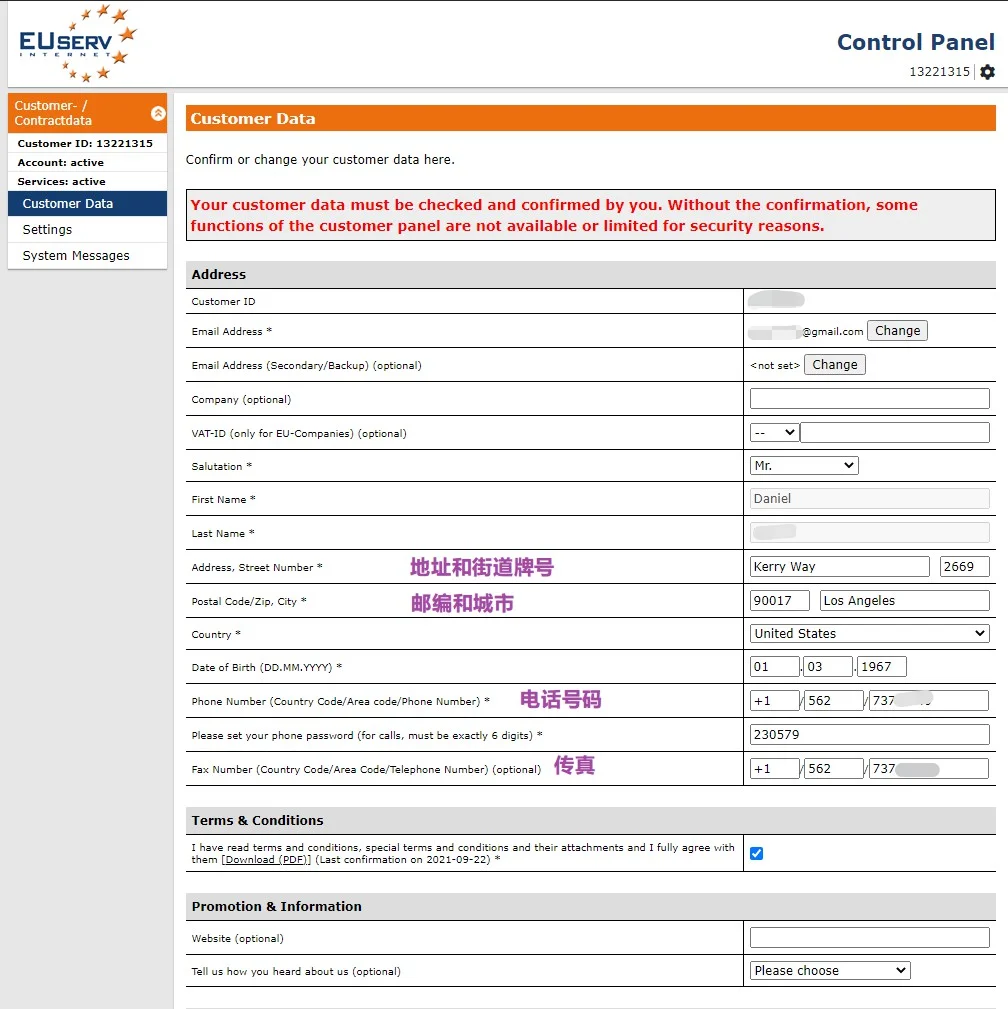 EUSERV
INTERNET
Control Panel
13221315
Customer- /
Contractdata
Customer ID: 13221315
Account: active
Services: active
Customer Data
Settings
System Messages
Customer Data
Confirm or change your customer data here.
Your customer data must be checked and confirmed by you. Without the confirmation, some
functions of the customer panel are not available or limited for security reasons.
Address
Customer ID
Email Address * @gmail.com Change
Email Address (Secondary/Backup) (optional) <not set> Change
Company (optional)
VAT-ID (only for EU-Companies) (optional) --
Salutation * Mr.
First Name * Daniel
Last Name *
Address, Street Number * 地址和街道牌号 Kerry Way 2669
Postal Code/Zip, City * 邮编和城市 90017 Los Angeles
Country * United States
Date of Birth (DD.MM.YYYY) * 01 . 03 . 1967
Phone Number (Country Code/Area code/Phone Number) * 电话号码 +1 / 562 / 737
Please set your phone password (for calls, must be exactly 6 digits) * 230579
Fax Number (Country Code/Area Code/Telephone Number) (optional) 传真 +1 / 562 / 737
Terms & Conditions
I have read terms and conditions, special terms and conditions and their attachments and I fully agree with
them [Download (PDF)] (Last confirmation on 2021-09-22) *
Promotion & Information
Website (optional)
Tell us how you heard about us (optional) Please choose